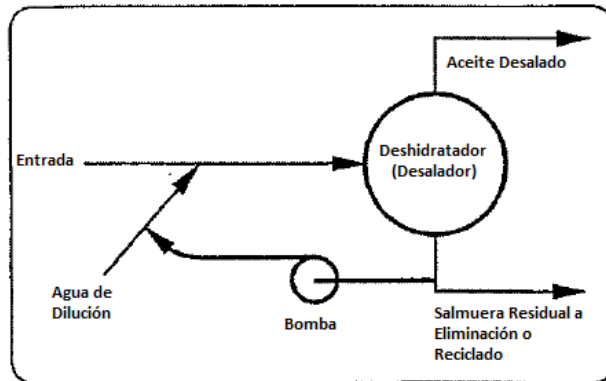 Aceite Desalado
Entrada
Deshidratador
(Desalador)
Agua de
Dilución
Bomba
Salmuera Residual a
Eliminación o
Reciclado